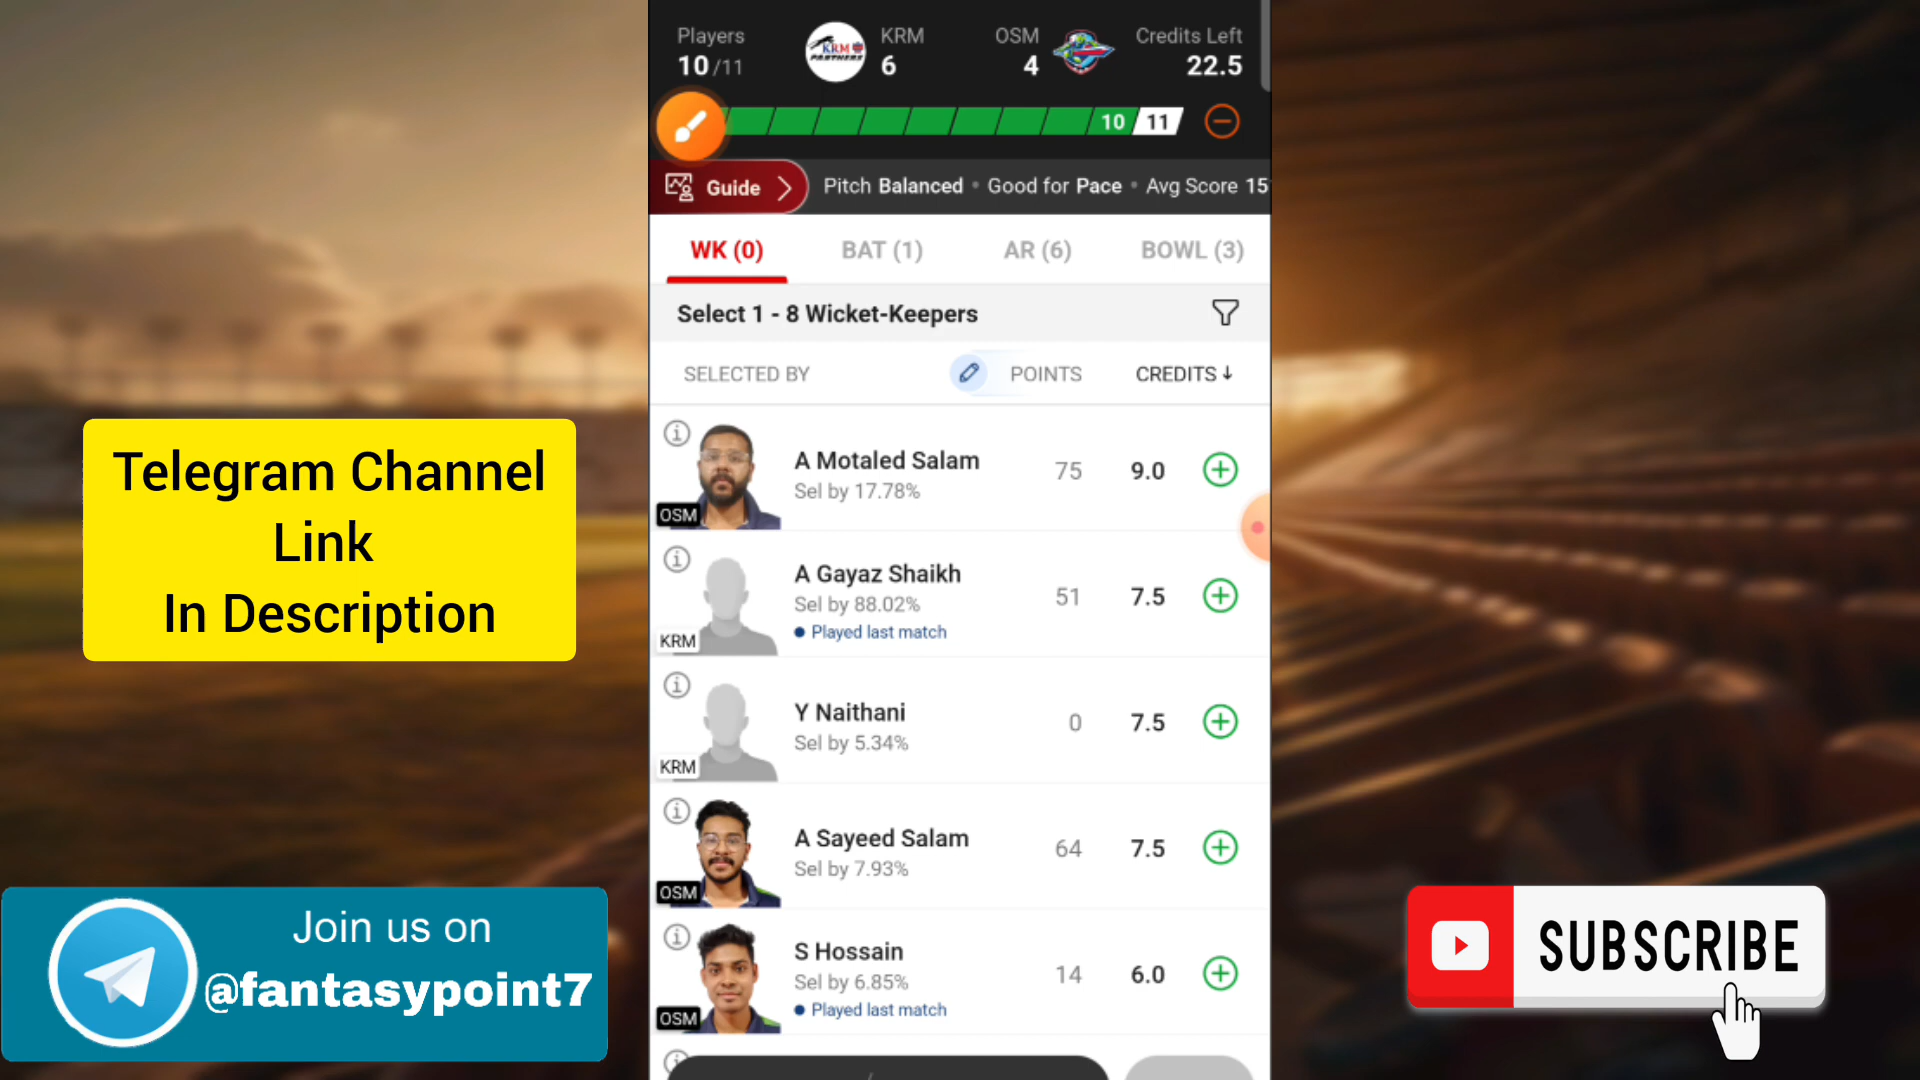 Players
10/11
KRM PANTHERS
KRM
6
OSM
4
Credits Left
22.5
10
11
Guide
Pitch Balanced • Good for Pace • Avg Score 15
WK (0)
BAT (1)
AR (6)
BOWL (3)
Select 1 - 8 Wicket-Keepers
SELECTED BY
POINTS
CREDITS↓
A Motaled Salam
Sel by 17.78%
OSM
75
9.0
A Gayaz Shaikh
Sel by 88.02%
Played last match
KRM
51
7.5
Y Naithani
Sel by 5.34%
KRM
0
7.5
A Sayeed Salam
Sel by 7.93%
OSM
64
7.5
S Hossain
Sel by 6.85%
Played last match
OSM
14
6.0
Telegram Channel
Link
In Description
Join us on
@fantasypoint7
SUBSCRIBE